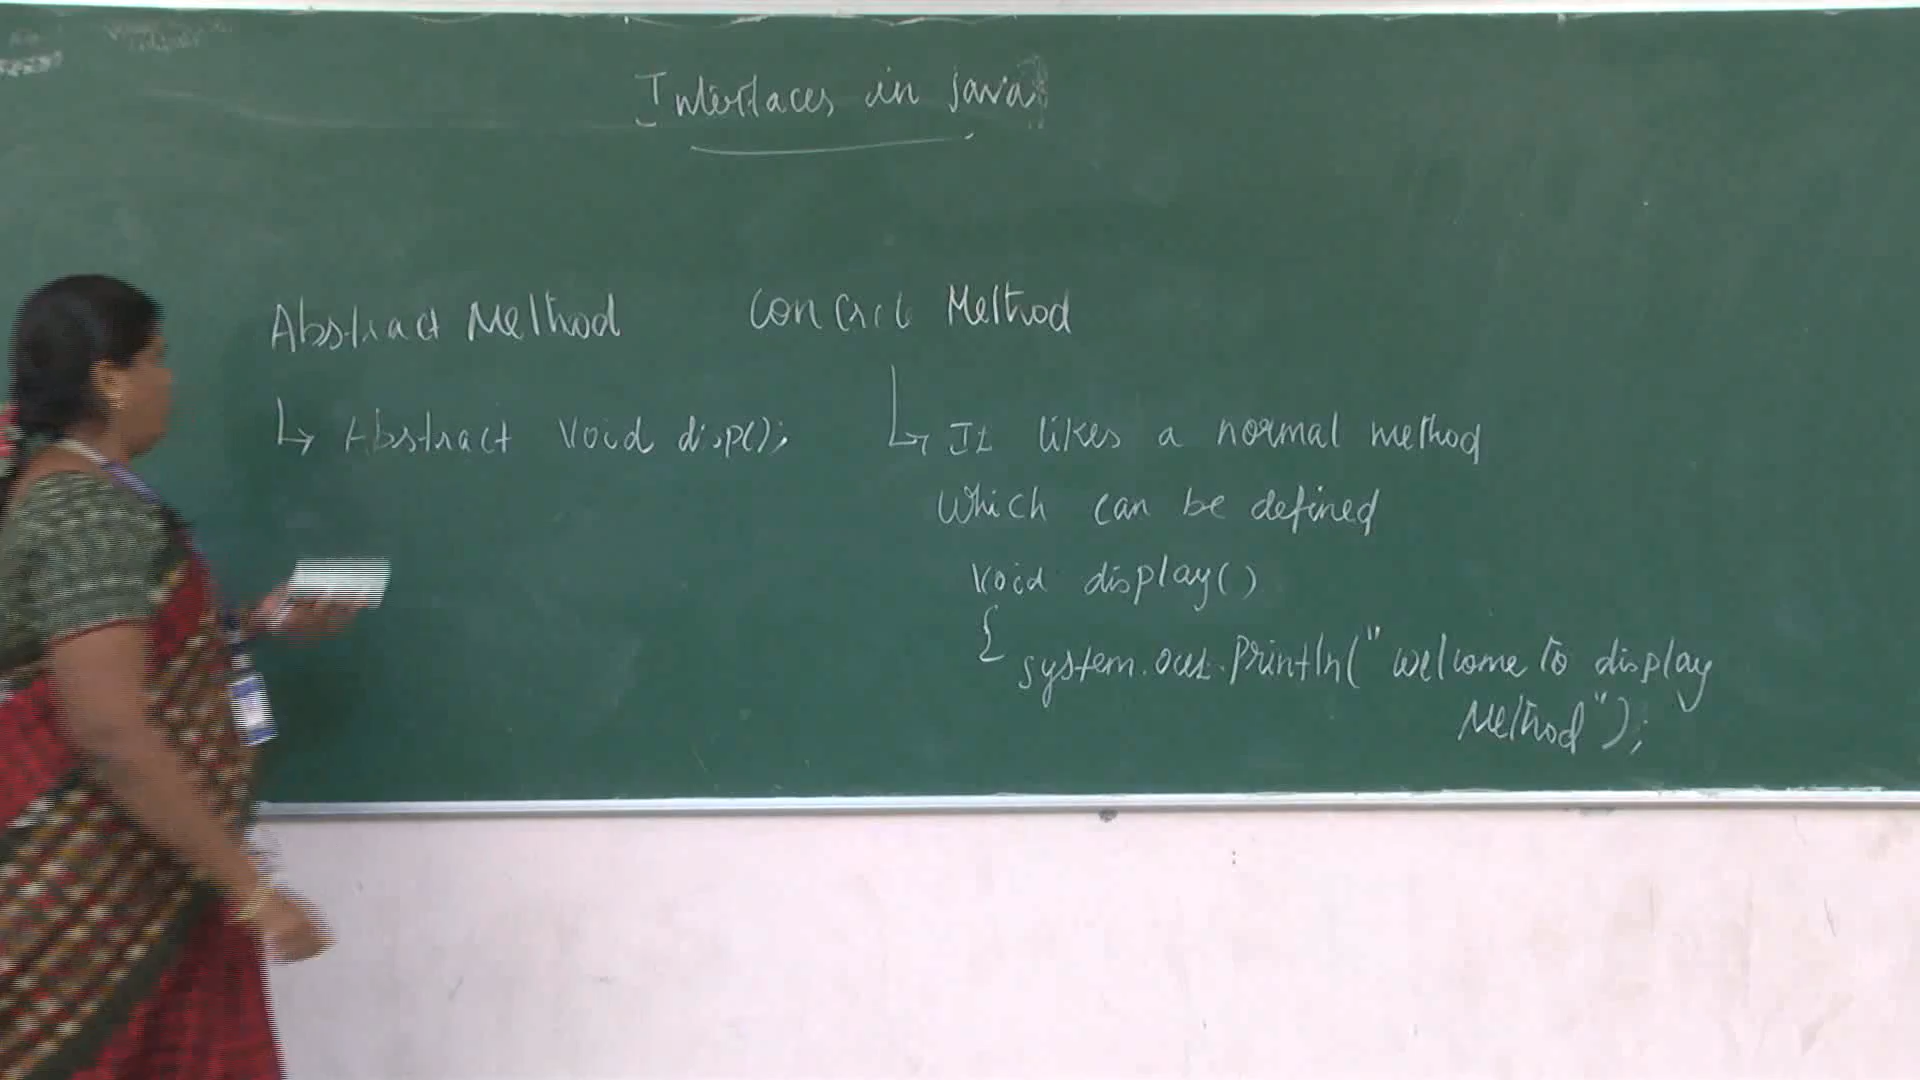 Interfaces in java
Abstract Method
↳ Abstract void disp();
Concrete Method
↳ It likes a normal method
which can be defined
void display()
{
system.out.println("welcome to display
Method");